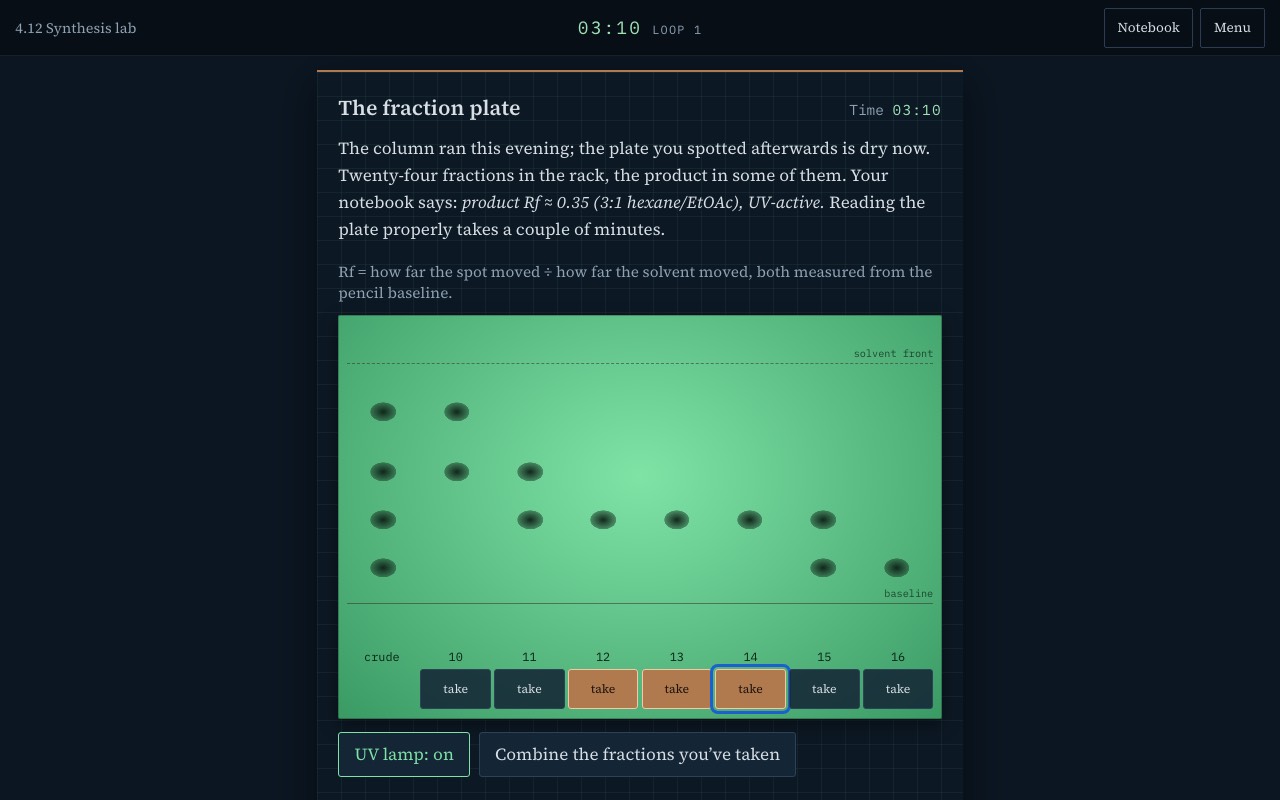 4.12 Synthesis lab
03:10 LOOP 1
Notebook
Menu
The fraction plate
Time 03:10
The column ran this evening; the plate you spotted afterwards is dry now.
Twenty-four fractions in the rack, the product in some of them. Your
notebook says: product Rf ≈ 0.35 (3:1 hexane/EtOAc), UV-active. Reading the
plate properly takes a couple of minutes.
Rf = how far the spot moved ÷ how far the solvent moved, both measured from the
pencil baseline.
solvent front
baseline
crude 10 11 12 13 14 15 16
take take take take take take take
UV lamp: on
Combine the fractions you’ve taken